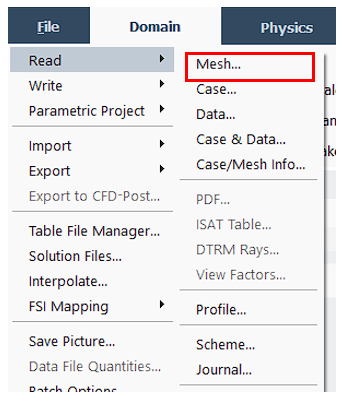 File
Domain
Physics
Read
Write
Parametric Project
Import
Export
Export to CFD-Post...
Table File Manager...
Solution Files...
Interpolate...
FSI Mapping
Save Picture...
Data File Quantities...
Batch Options
Mesh...
Case...
Data...
Case & Data...
Case/Mesh Info...
PDF...
ISAT Table...
DTRM Rays...
View Factors...
Profile...
Scheme...
Journal...